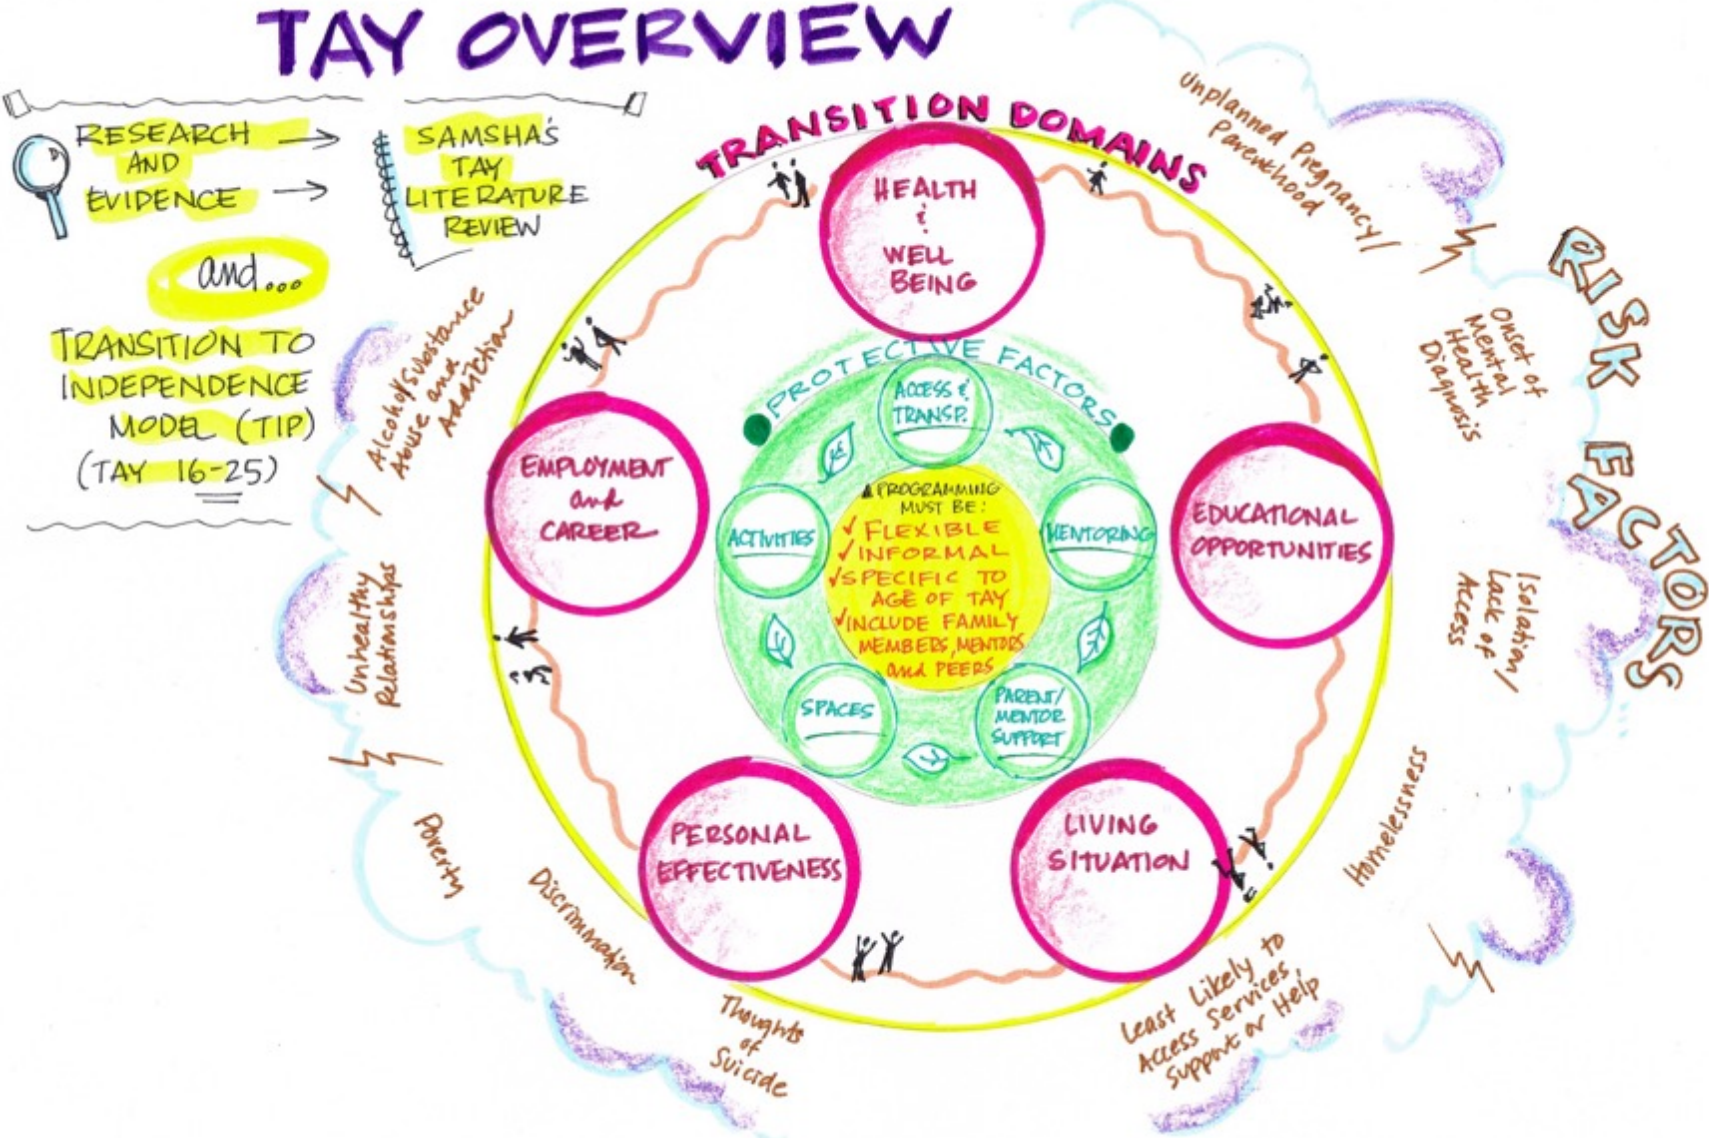 TAY OVERVIEW
RESEARCH
AND
EVIDENCE
SAMSHA'S
TAY
LITERATURE
REVIEW
and...
TRANSITION TO
INDEPENDENCE
MODEL (TIP)
(TAY 16-25)
TRANSITION DOMAINS
HEALTH
&
WELL
BEING
EDUCATIONAL
OPPORTUNITIES
LIVING
SITUATION
PERSONAL
EFFECTIVENESS
EMPLOYMENT
and
CAREER
PROTECTIVE FACTORS
ACCESS &
TRANSP.
MENTORING
PARENT/
MENTOR
SUPPORT
SPACES
ACTIVITIES
PROGRAMMING
MUST BE:
✓ FLEXIBLE
✓ INFORMAL
✓ SPECIFIC TO
AGE OF TAY
✓ INCLUDE FAMILY
MEMBERS, MENTORS
and PEERS
RISK FACTORS
Unplanned Pregnancy/
Parenthood
Onset of
Mental
Health
Diagnosis
Isolation/
Lack of
Access
Homelessness
Least Likely to
Access Services,
Support or Help
Thoughts
of
Suicide
Discrimination
Poverty
Unhealthy
Relationships
Alcohol/Substance
Abuse and
Addiction